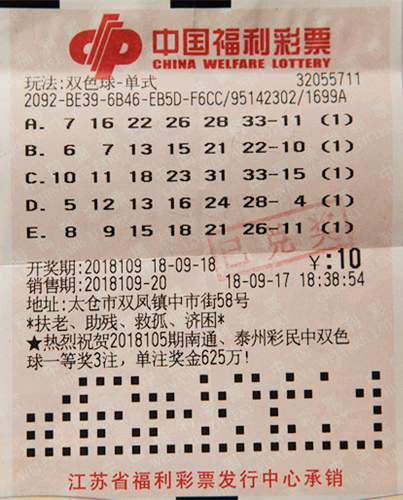 中国福利彩票
CHINA WELFARE LOTTERY
玩法:双色球-单式 32055711
2092-BE39-6B46-EB5D-F6CC/95142302/1699A
A. 7 16 22 26 28 33-11 (1)
B. 6 7 13 15 21 22-10 (1)
C. 10 11 18 23 31 33-15 (1)
D. 5 12 13 16 24 28- 4 (1)
E. 8 9 15 18 21 26-11 (1)
已兑奖
开奖期:2018109 18-09-18 ¥:10
销售期:2018109-20 18-09-17 18:38:54
地址:太仓市双凤镇中市街58号
*扶老、助残、救孤、济困*
★热烈祝贺2018105期南通、泰州彩民中双色
球一等奖3注，单注奖金625万!
江苏省福利彩票发行中心承销